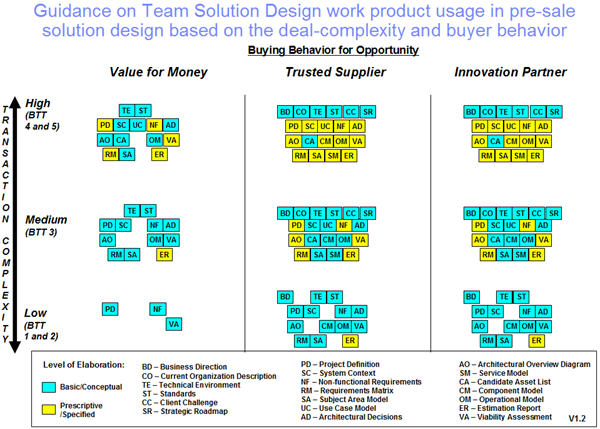 Guidance on Team Solution Design work product usage in pre-sale
solution design based on the deal-complexity and buyer behavior
Buying Behavior for Opportunity
Value for Money
Trusted Supplier
Innovation Partner
TRANSACTION COMPLEXITY
High
(BTT
4 and 5)
TE ST
PD SC UC NF AD
AO CA OM VA
RM SA ER
BD CO TE ST CC SR
PD SC UC NF AD
AO CA CM OM VA
RM SA SM ER
BD CO TE ST CC SR
PD SC UC NF AD
AO CA CM OM VA
RM SA SM ER
Medium
(BTT 3)
TE ST
PD SC NF AD
AO OM VA
RM SA ER
BD CO TE ST CC SR
PD SC UC NF AD
AO CA CM OM VA
RM SA SM ER
BD CO TE ST CC SR
PD SC UC NF AD
AO CA CM OM VA
RM SA SM ER
Low
(BTT
1 and 2)
PD NF
VA
BD TE ST
PD SC NF AD
AO CM OM VA
RM SA ER
BD TE ST
PD SC NF AD
AO CM OM VA
RM SA ER
Level of Elaboration:
Basic/Conceptual
Prescriptive
/Specified
BD – Business Direction
CO – Current Organization Description
TE – Technical Environment
ST – Standards
CC – Client Challenge
SR – Strategic Roadmap
PD – Project Definition
SC – System Context
NF – Non-functional Requirements
RM – Requirements Matrix
SA – Subject Area Model
UC – Use Case Model
AD – Architectural Decisions
AO – Architectural Overview Diagram
SM – Service Model
CA – Candidate Asset List
CM – Component Model
OM – Operational Model
ER – Estimation Report
VA – Viability Assessment
V1.2